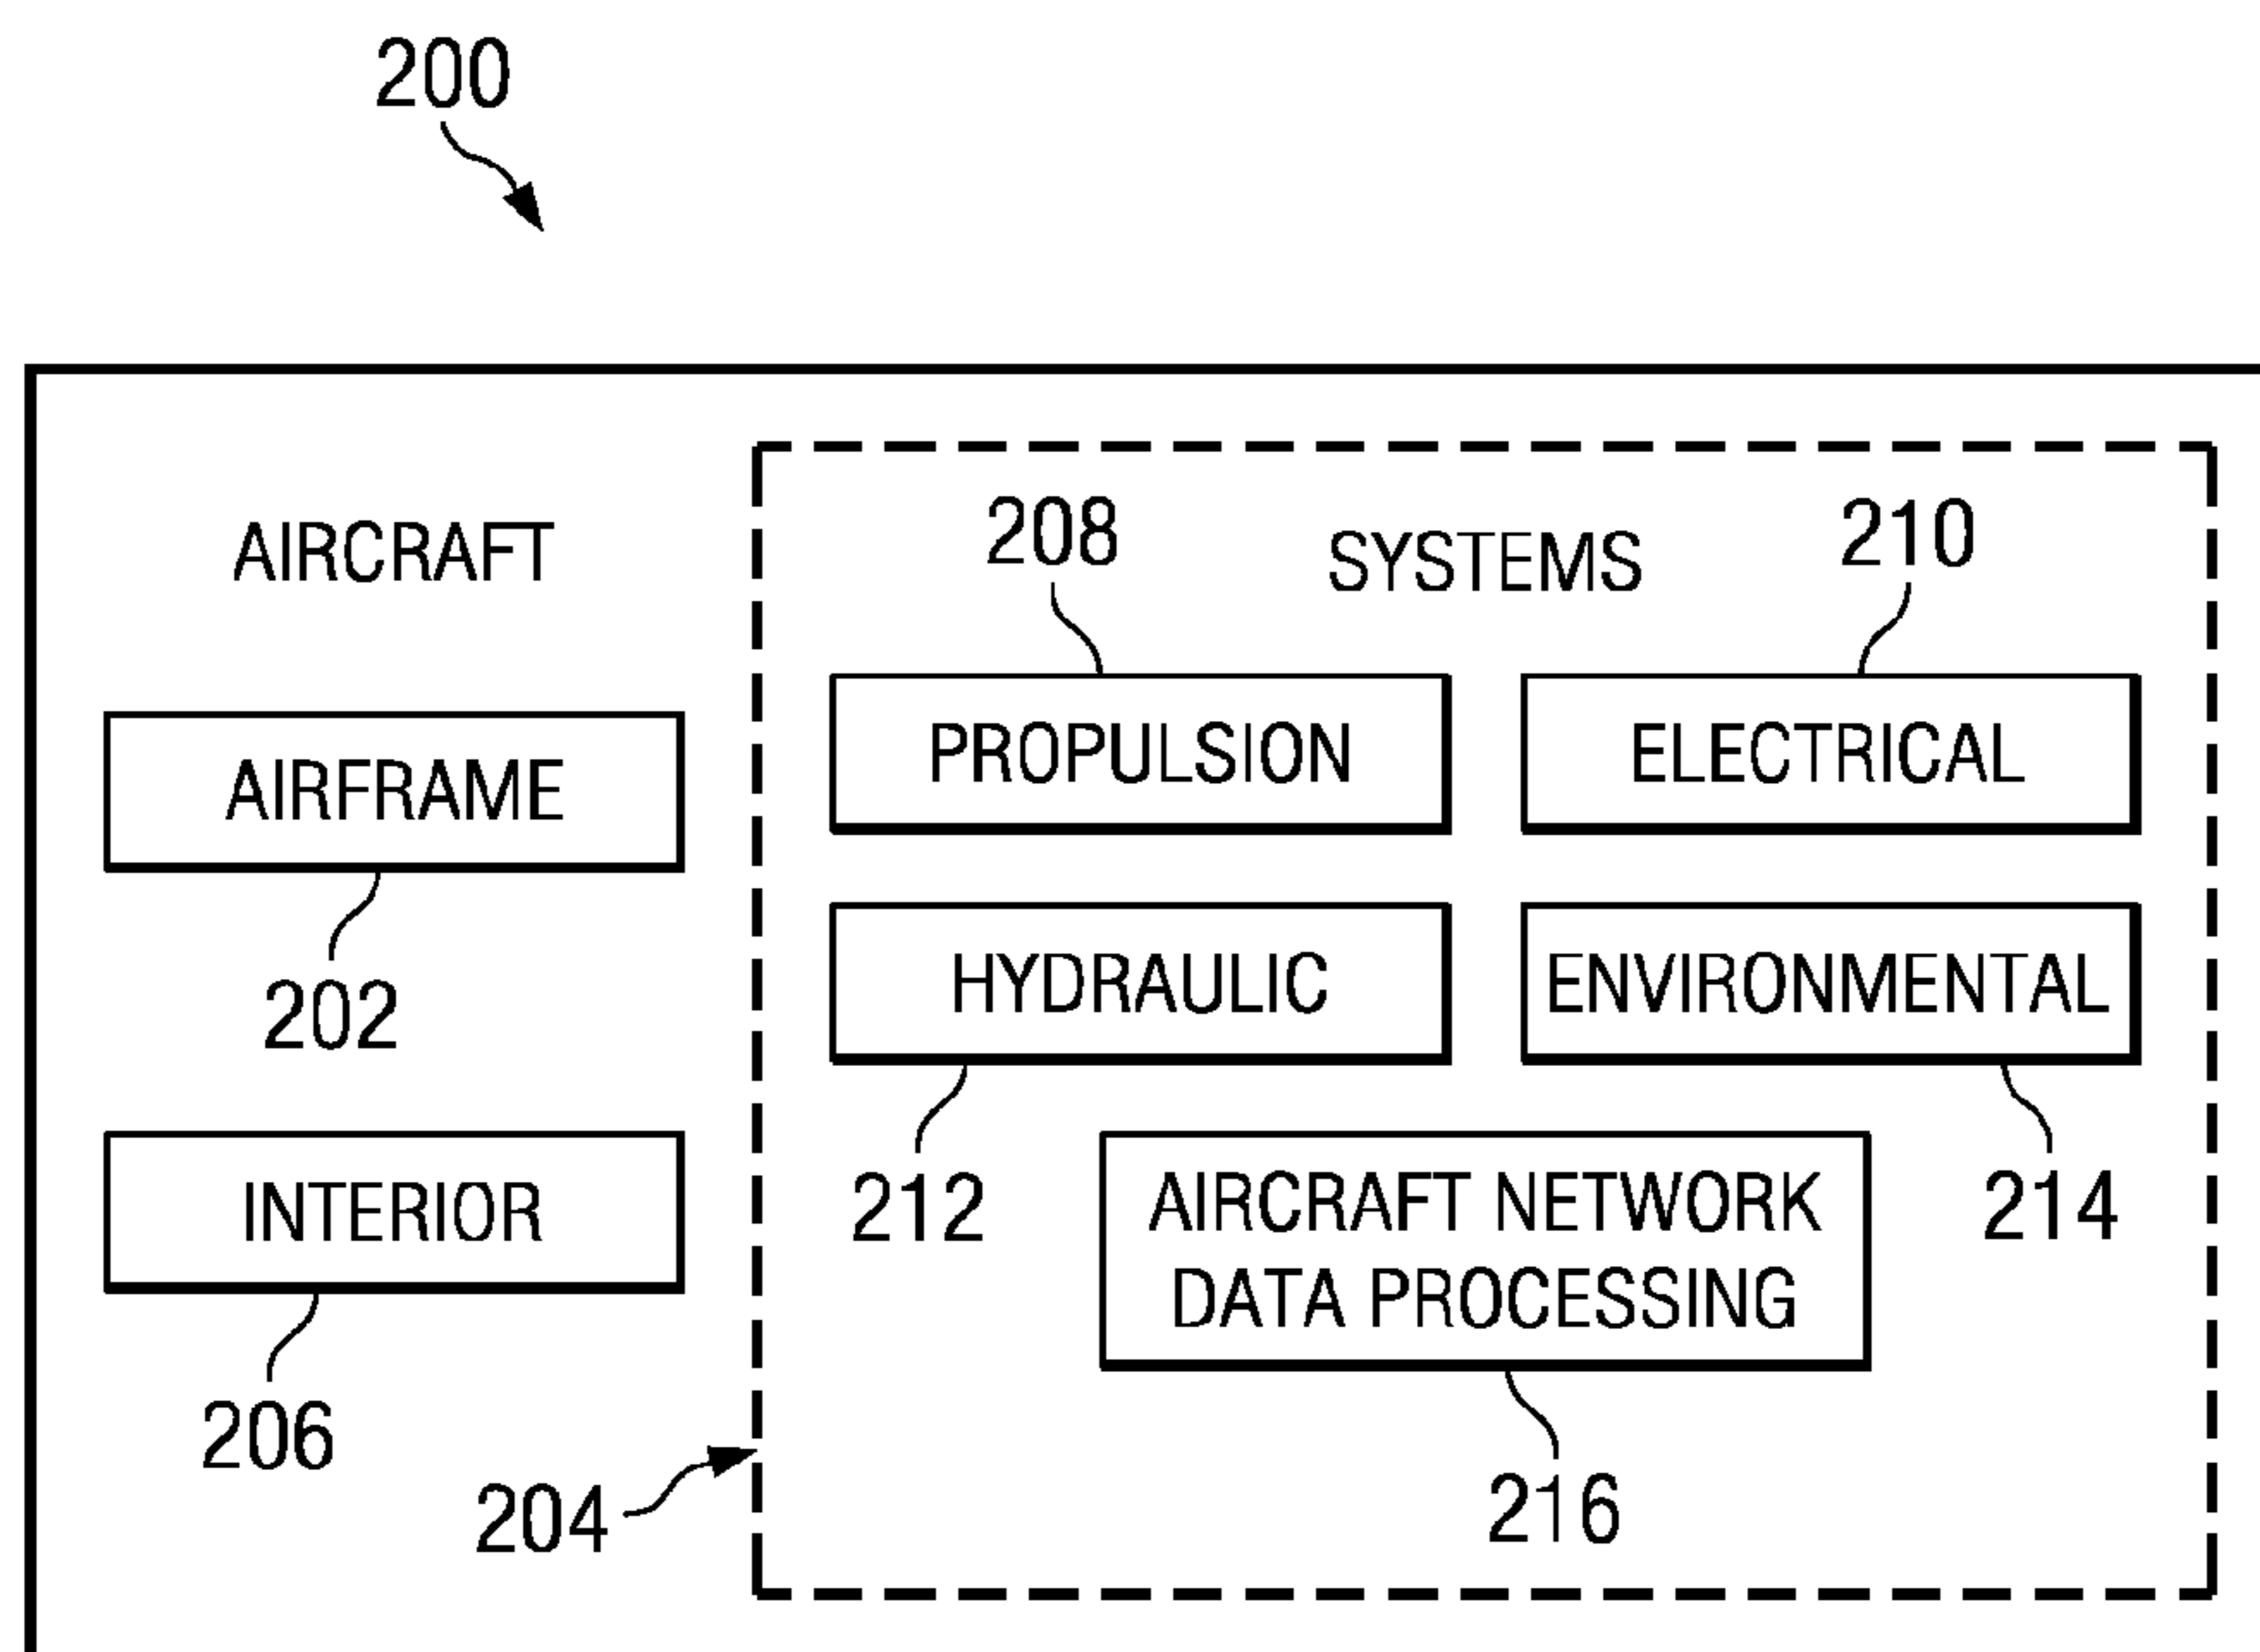 200
AIRCRAFT
208
SYSTEMS
210
PROPULSION
ELECTRICAL
AIRFRAME
202
HYDRAULIC
ENVIRONMENTAL
212
214
INTERIOR
206
AIRCRAFT NETWORK
DATA PROCESSING
204
216